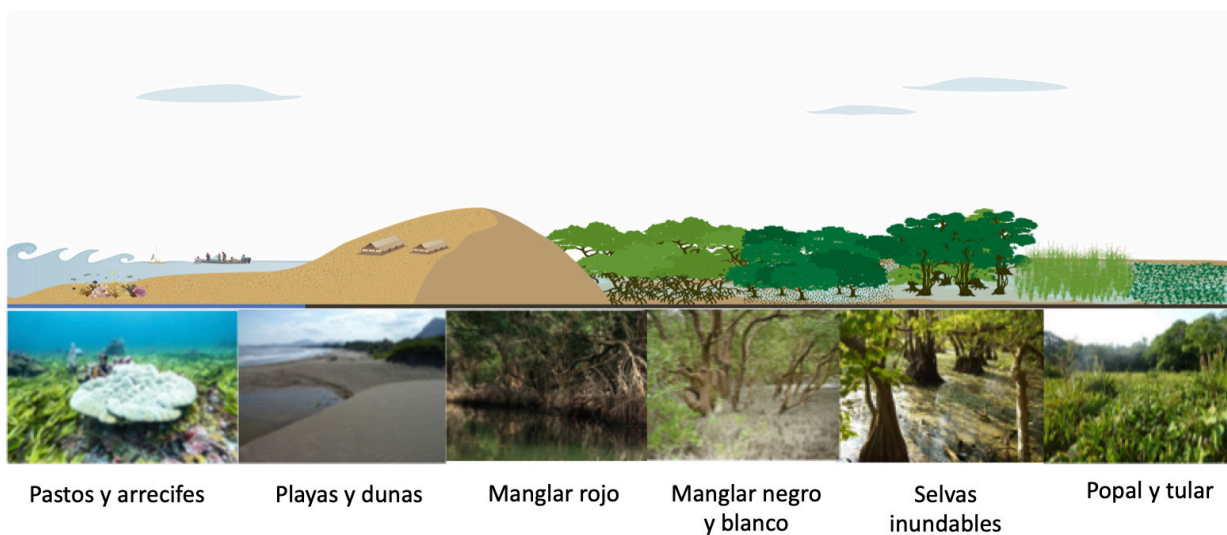 Pastos y arrecifes
Playas y dunas
Manglar rojo
Manglar negro
y blanco
Selvas
inundables
Popal y tular